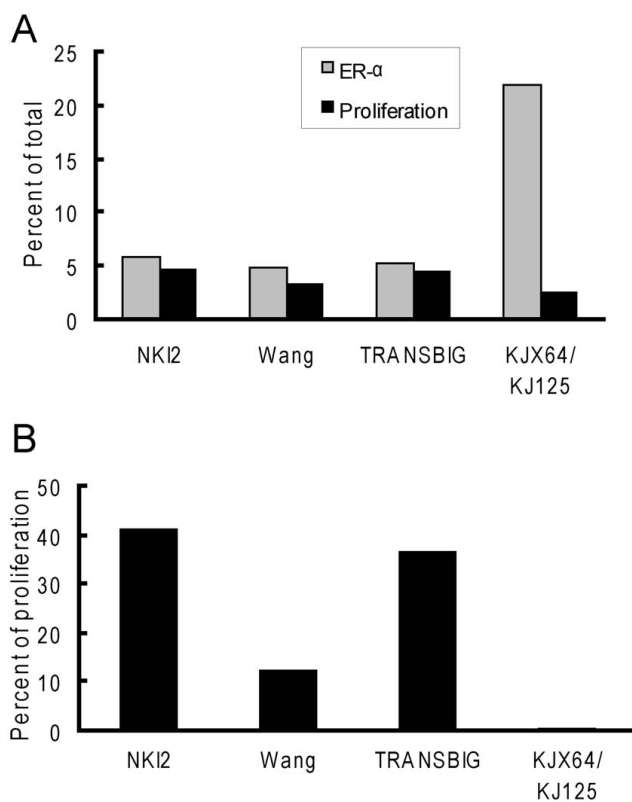 A
Percent of total
25
20
15
10
5
0
ER-α
Proliferation
NKI2 Wang TRANSBIG KJX64/
KJ125
B
Percent of proliferation
50
40
30
20
10
0
NKI2 Wang TRANSBIG KJX64/
KJ125